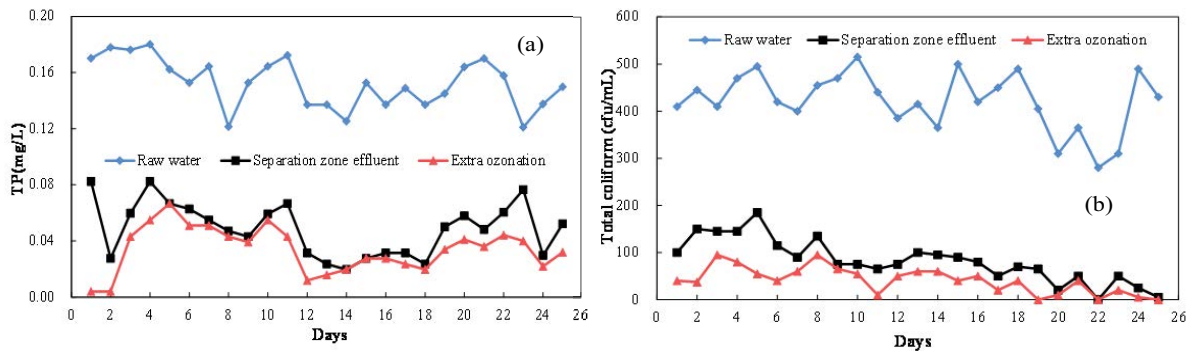 0.20
0.16
0.12
0.08
0.04
0.00
TP(mg/L)
(a)
Raw water Separation zone effluent Extra ozonation
0 2 4 6 8 10 12 14 16 18 20 22 24 26
Days
600
500
400
300
200
100
0
Total coliform (cfu/mL)
Raw water Separation zone effluent Extra ozonation
(b)
0 2 4 6 8 10 12 14 16 18 20 22 24 26
Days